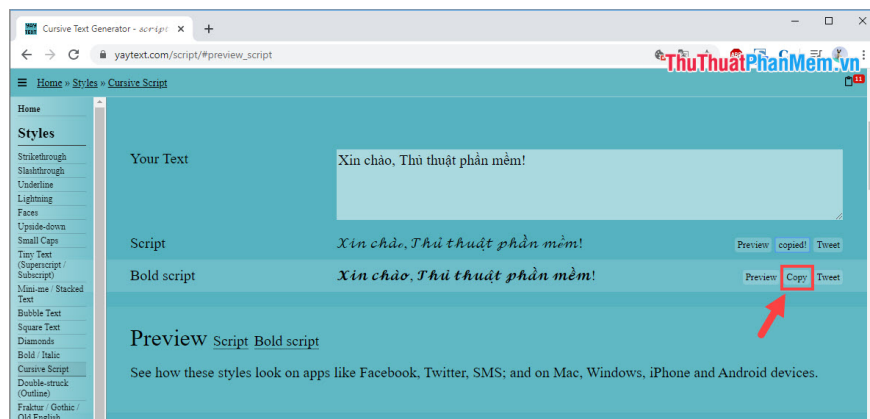 Cursive Text Generator - 𝓈𝒸𝓇𝒾𝓅𝓉
yaytext.com/script/#preview_script
ThuThuatPhanMem.vn
Home » Styles » Cursive Script
11
Home
Styles
Strikethrough
Slashthrough
Underline
Lightning
Faces
Upside-down
Small Caps
Tiny Text
(Superscript /
Subscript)
Mini-me / Stacked
Text
Bubble Text
Square Text
Diamonds
Bold / Italic
Cursive Script
Double-struck
(Outline)
Fraktur / Gothic /
Old English
Your Text
Xin chào, Thủ thuật phần mềm!
Script
Xin chào, Thủ thuật phần mềm!
Preview copied! Tweet
Bold script
Xin chào, Thủ thuật phần mềm!
Preview Copy Tweet
Preview Script Bold script
See how these styles look on apps like Facebook, Twitter, SMS; and on Mac, Windows, iPhone and Android devices.